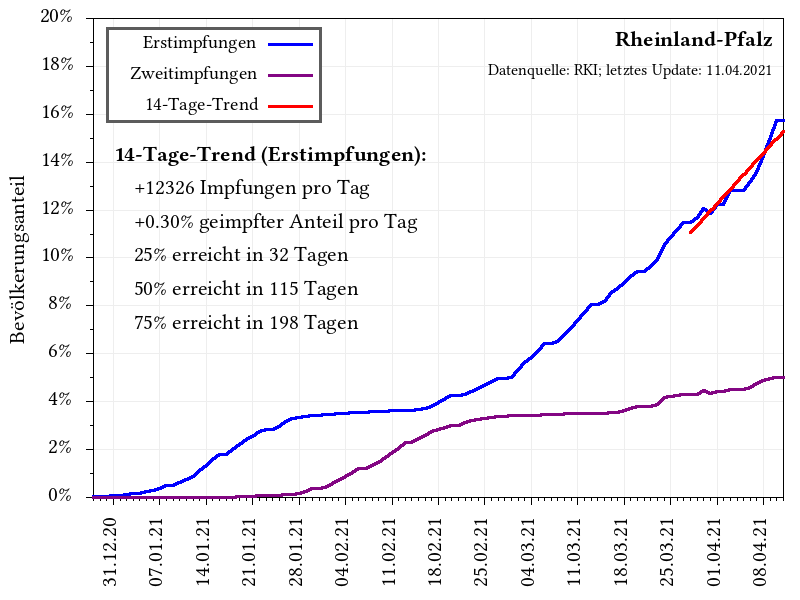 Rheinland-Pfalz
Datenquelle: RKI; letztes Update: 11.04.2021
Erstimpfungen
Zweitimpfungen
14-Tage-Trend
14-Tage-Trend (Erstimpfungen):
+12326 Impfungen pro Tag
+0.30% geimpfter Anteil pro Tag
25% erreicht in 32 Tagen
50% erreicht in 115 Tagen
75% erreicht in 198 Tagen
Bevölkerungsanteil
20%
18%
16%
14%
12%
10%
8%
6%
4%
2%
0%
31.12.20
07.01.21
14.01.21
21.01.21
28.01.21
04.02.21
11.02.21
18.02.21
25.02.21
04.03.21
11.03.21
18.03.21
25.03.21
01.04.21
08.04.21